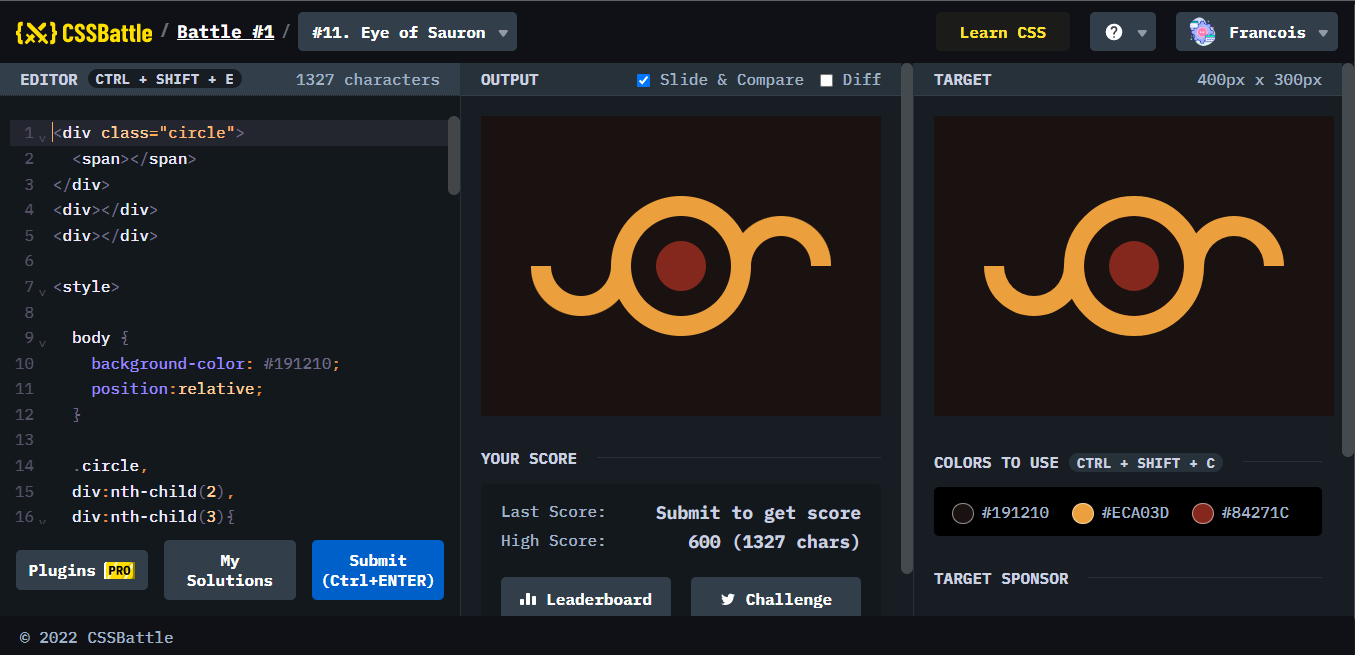 {X} CSSBattle / Battle #1 / #11. Eye of Sauron
Learn CSS
?
Francois
EDITOR CTRL + SHIFT + E 1327 characters
OUTPUT Slide & Compare Diff
TARGET 400px x 300px
1 <div class="circle">
2 <span></span>
3 </div>
4 <div></div>
5 <div></div>
6
7 <style>
8
9 body {
10 background-color: #191210;
11 position:relative;
12 }
13
14 .circle,
15 div:nth-child(2),
16 div:nth-child(3){
Plugins PRO
My Solutions
Submit (Ctrl+ENTER)
YOUR SCORE
Last Score: Submit to get score
High Score: 600 (1327 chars)
Leaderboard
Challenge
COLORS TO USE CTRL + SHIFT + C
#191210 #ECA03D #84271C
TARGET SPONSOR
© 2022 CSSBattle